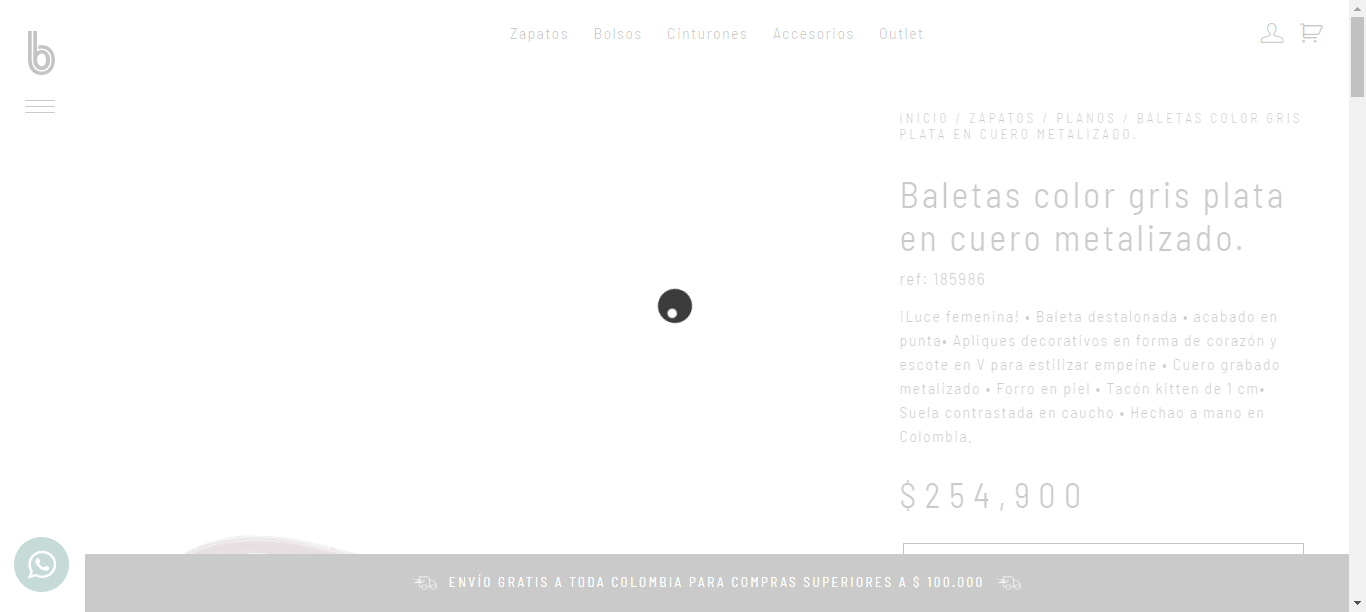 Zapatos Bolsos Cinturones Accesorios Outlet
b
INICIO / ZAPATOS / PLANOS / BALETAS COLOR GRIS
PLATA EN CUERO METALIZADO.
Baletas color gris plata
en cuero metalizado.
ref: 185986
¡Luce femenina! • Baleta destalonada • acabado en
punta• Apliques decorativos en forma de corazón y
escote en V para estilizar empeine • Cuero grabado
metalizado • Forro en piel • Tacón kitten de 1 cm•
Suela contrastada en caucho • Hechao a mano en
Colombia.
$254,900
ENVÍO GRATIS A TODA COLOMBIA PARA COMPRAS SUPERIORES A $ 100.000